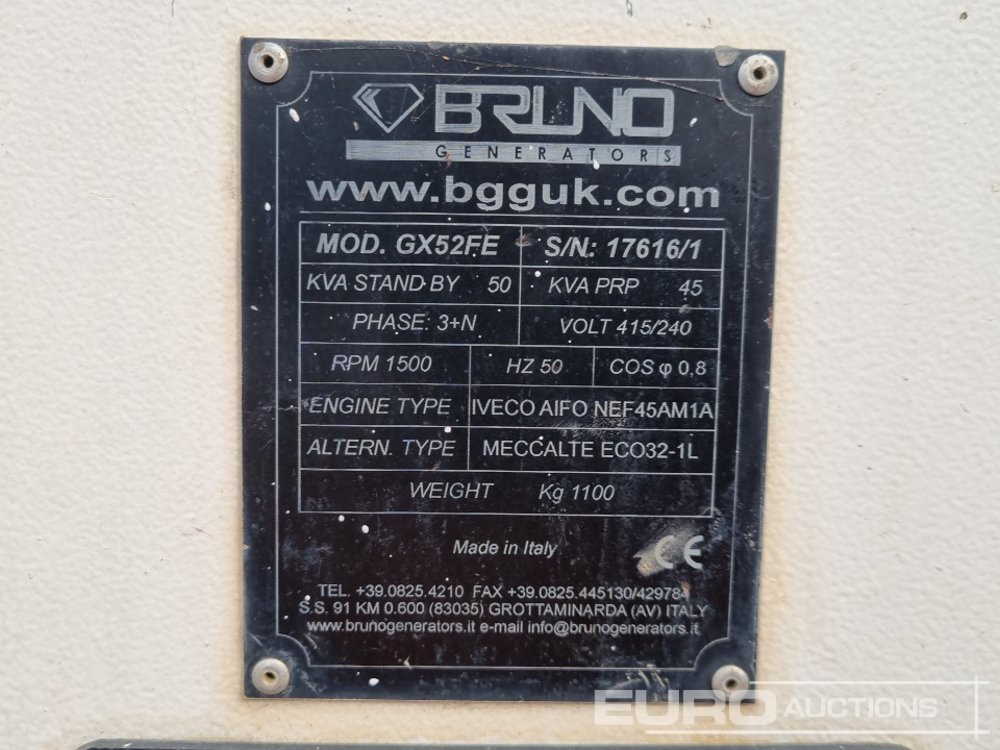 BRUNO
GENERATORS
www.bgguk.com
MOD. GX52FE S/N: 17616/1
KVA STAND BY 50 KVA PRP 45
PHASE: 3+N VOLT 415/240
RPM 1500 HZ 50 COS φ 0.8
ENGINE TYPE IVECO AIFO NEF45AM1A
ALTERN. TYPE MECCALTE ECO32-1L
WEIGHT Kg 1100
Made in Italy CE
TEL. +39.0825.4210 FAX +39.0825.445130/429784
S.S. 91 KM 0.600 (83035) GROTTAMINARDA (AV) ITALY
www.brunogenerators.it e-mail info@brunogenerators.it
EURO AUCTIONS